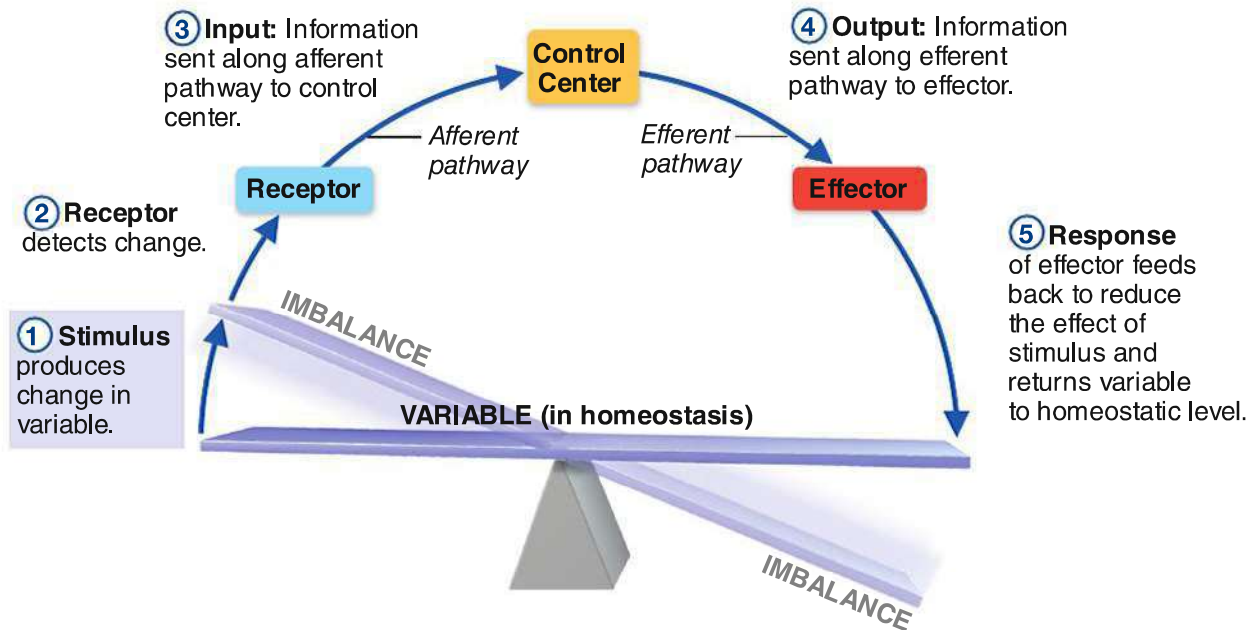 3 Input: Information
sent along afferent
pathway to control
center.
Control
Center
4 Output: Information
sent along efferent
pathway to effector.
Afferent
pathway
Efferent
pathway
Receptor
Effector
2 Receptor
detects change.
5 Response
of effector feeds
back to reduce
the effect of
stimulus and
returns variable
to homeostatic level.
IMBALANCE
1 Stimulus
produces
change in
variable.
VARIABLE (in homeostasis)
IMBALANCE